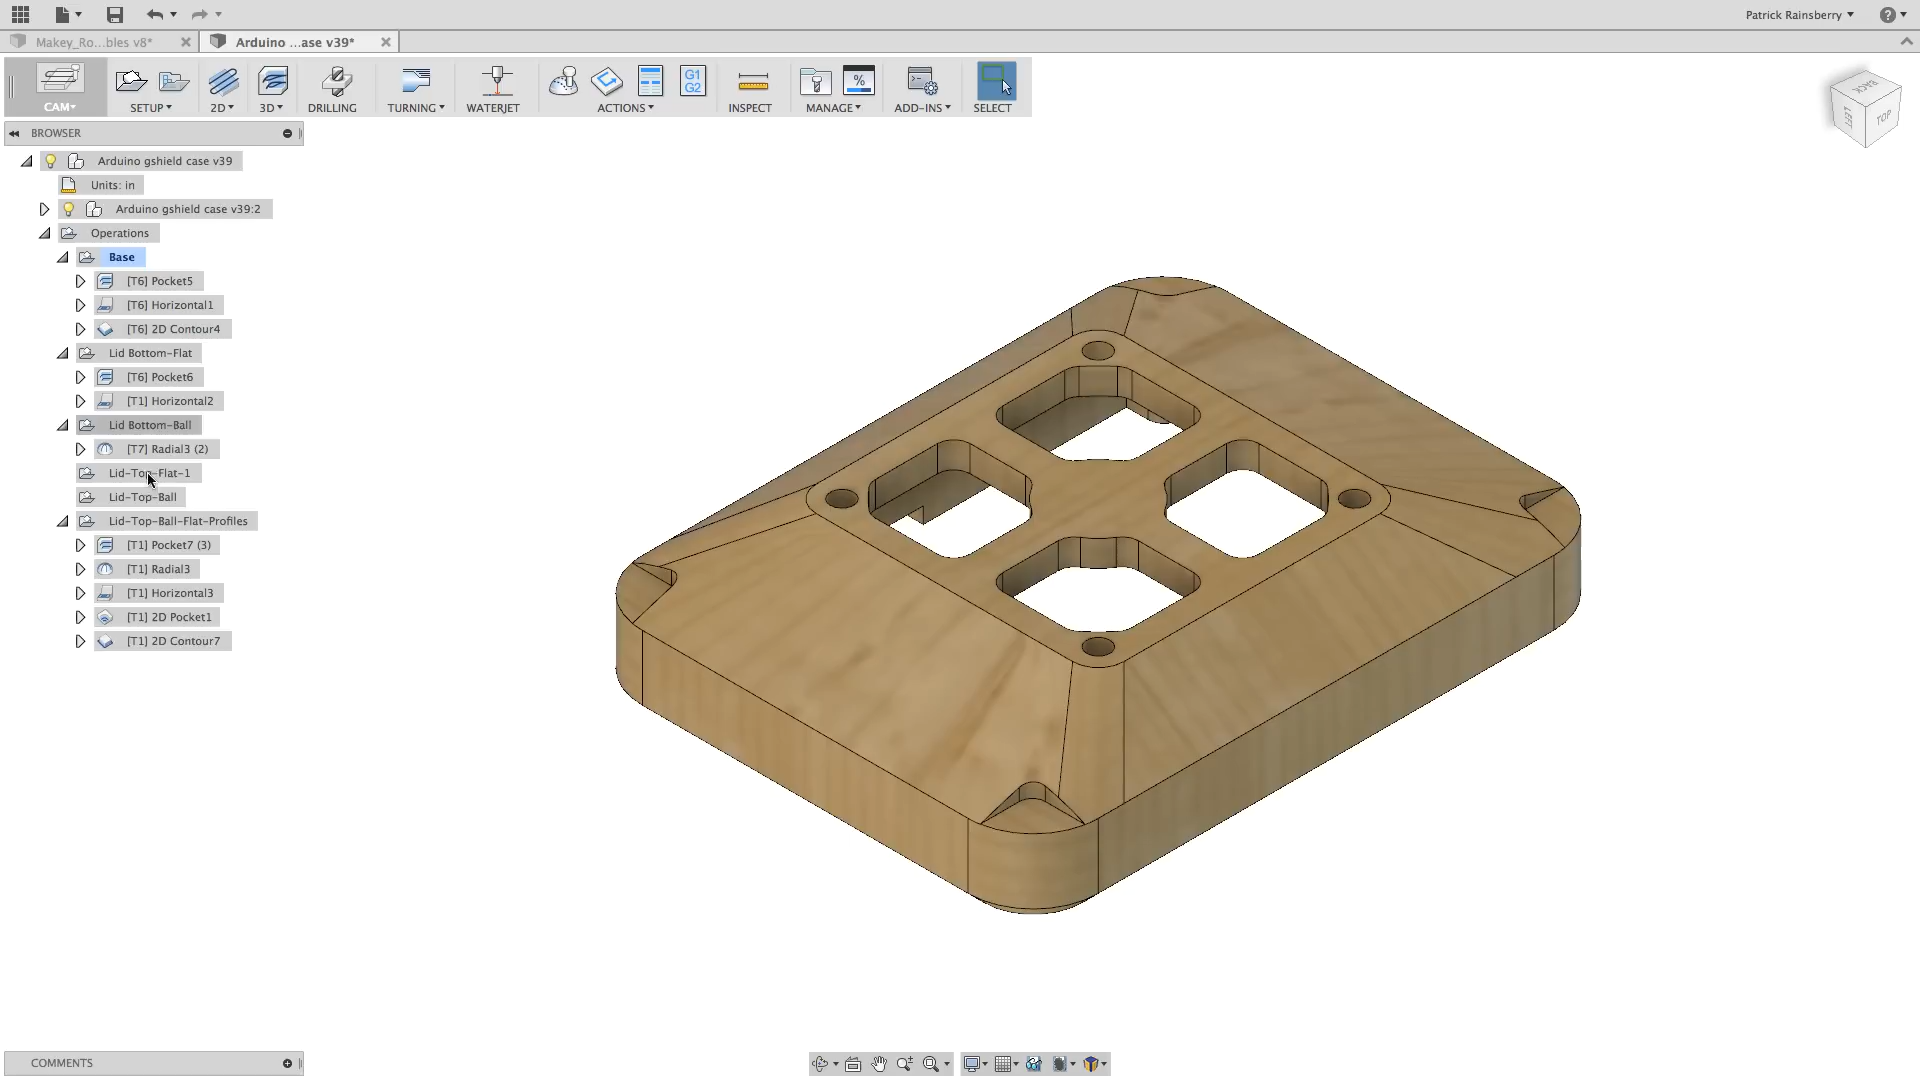 Patrick Rainsberry
Makey_Ro...bles v8*
Arduino ...ase v39*
CAM
SETUP
2D
3D
DRILLING
TURNING
WATERJET
G1
G2
ACTIONS
INSPECT
%
MANAGE
ADD-INS
SELECT
BACK
LEFT
TOP
BROWSER
Arduino gshield case v39
Units: in
Arduino gshield case v39:2
Operations
Base
[T6] Pocket5
[T6] Horizontal1
[T6] 2D Contour4
Lid Bottom-Flat
[T6] Pocket6
[T1] Horizontal2
Lid Bottom-Ball
[T7] Radial3 (2)
Lid-Top-Flat-1
Lid-Top-Ball
Lid-Top-Ball-Flat-Profiles
[T1] Pocket7 (3)
[T1] Radial3
[T1] Horizontal3
[T1] 2D Pocket1
[T1] 2D Contour7
COMMENTS